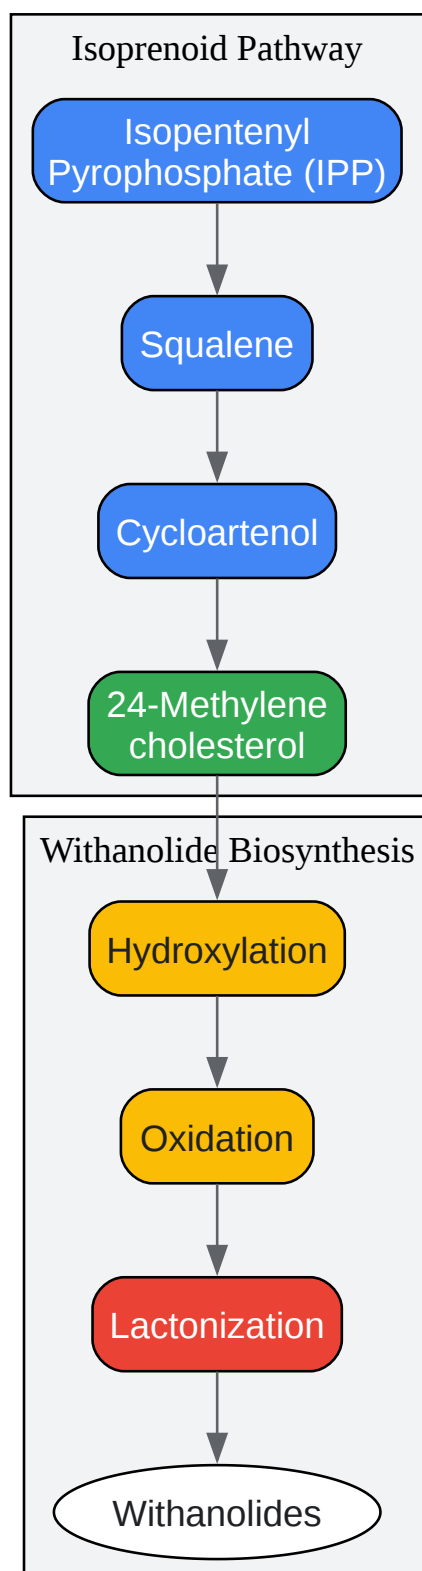 Isoprenoid Pathway
Isopentenyl
Pyrophosphate (IPP)
Squalene
Cycloartenol
24-Methylene
cholesterol
Withanolide Biosynthesis
Hydroxylation
Oxidation
Lactonization
Withanolides